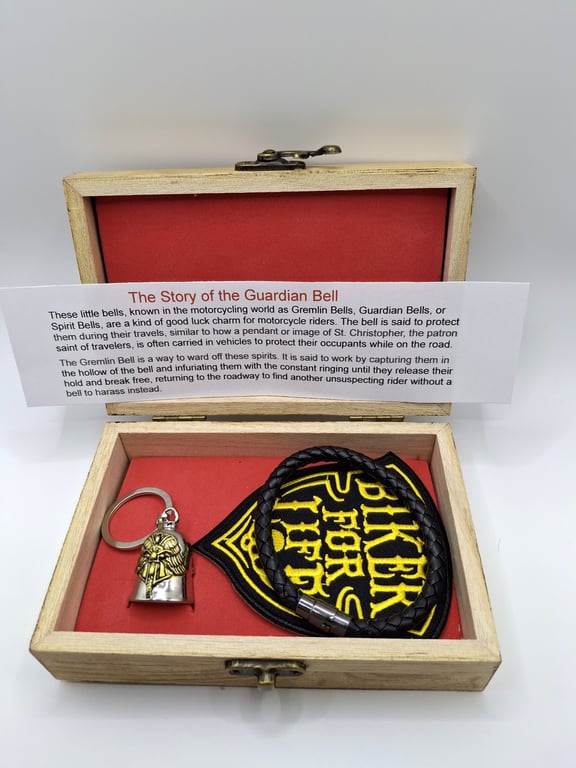 The Story of the Guardian Bell
These little bells, known in the motorcycling world as Gremlin Bells, Guardian Bells, or
Spirit Bells, are a kind of good luck charm for motorcycle riders. The bell is said to protect
them during their travels, similar to how a pendant or image of St. Christopher, the patron
saint of travelers, is often carried in vehicles to protect their occupants while on the road.
The Gremlin Bell is a way to ward off these spirits. It is said to work by capturing them in
the hollow of the bell and infuriating them with the constant ringing until they release their
hold and break free, returning to the roadway to find another unsuspecting rider without a
bell to harass instead.
BIKER
FOR
LIFE